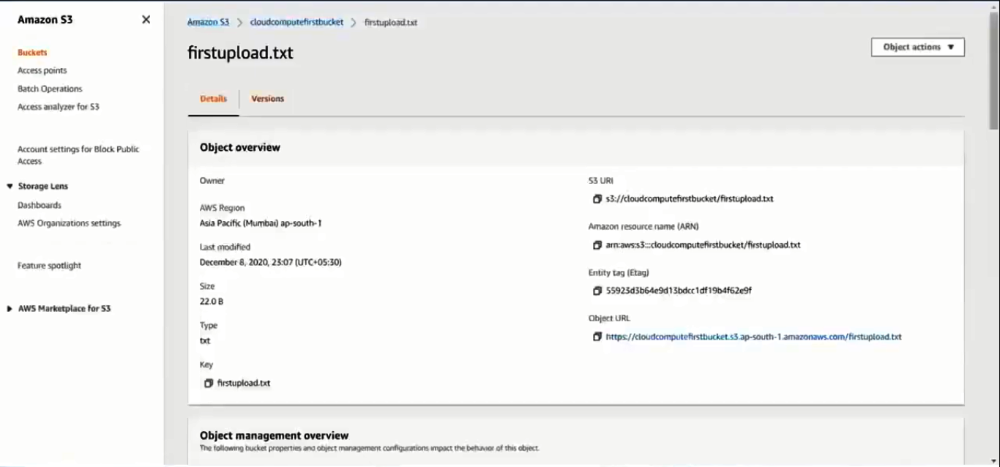 Amazon S3
Buckets
Access points
Batch Operations
Access analyzer for S3
Account settings for Block Public
Access
Storage Lens
Dashboards
AWS Organizations settings
Feature spotlight
AWS Marketplace for S3
Amazon S3 > cloudcomputefirstbucket > firstupload.txt
firstupload.txt
Object actions
Details
Versions
Object overview
Owner
AWS Region
Asia Pacific (Mumbai) ap-south-1
Last modified
December 8, 2020, 23:07 (UTC+05:30)
Size
22.0 B
Type
txt
Key
firstupload.txt
S3 URI
s3://cloudcomputefirstbucket/firstupload.txt
Amazon resource name (ARN)
arn:aws:s3:::cloudcomputefirstbucket/firstupload.txt
Entity tag (Etag)
55923d3b64e9d13bdcc1df19b4f62e9f
Object URL
https://cloudcomputefirstbucket.s3.ap-south-1.amazonaws.com/firstupload.txt
Object management overview
The following bucket properties and object management configurations impact the behavior of this object.